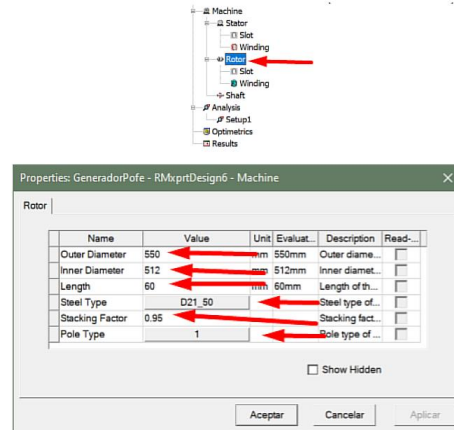 Machine
Stator
Slot
Winding
Rotor
Slot
Winding
Shaft
Analysis
Setup1
Optimetrics
Results
Properties: GeneradorPofe - RMxprtDesign6 - Machine
Rotor
Name Value Unit Evaluat... Description Read-...
Outer Diameter 550 mm 550mm Outer diame...
Inner Diameter 512 mm 512mm Inner diamet...
Length 60 mm 60mm Length of th...
Steel Type D21_50 Steel type of...
Stacking Factor 0.95 Stacking fact...
Pole Type 1 Pole type of ...
Show Hidden
Aceptar Cancelar Aplicar